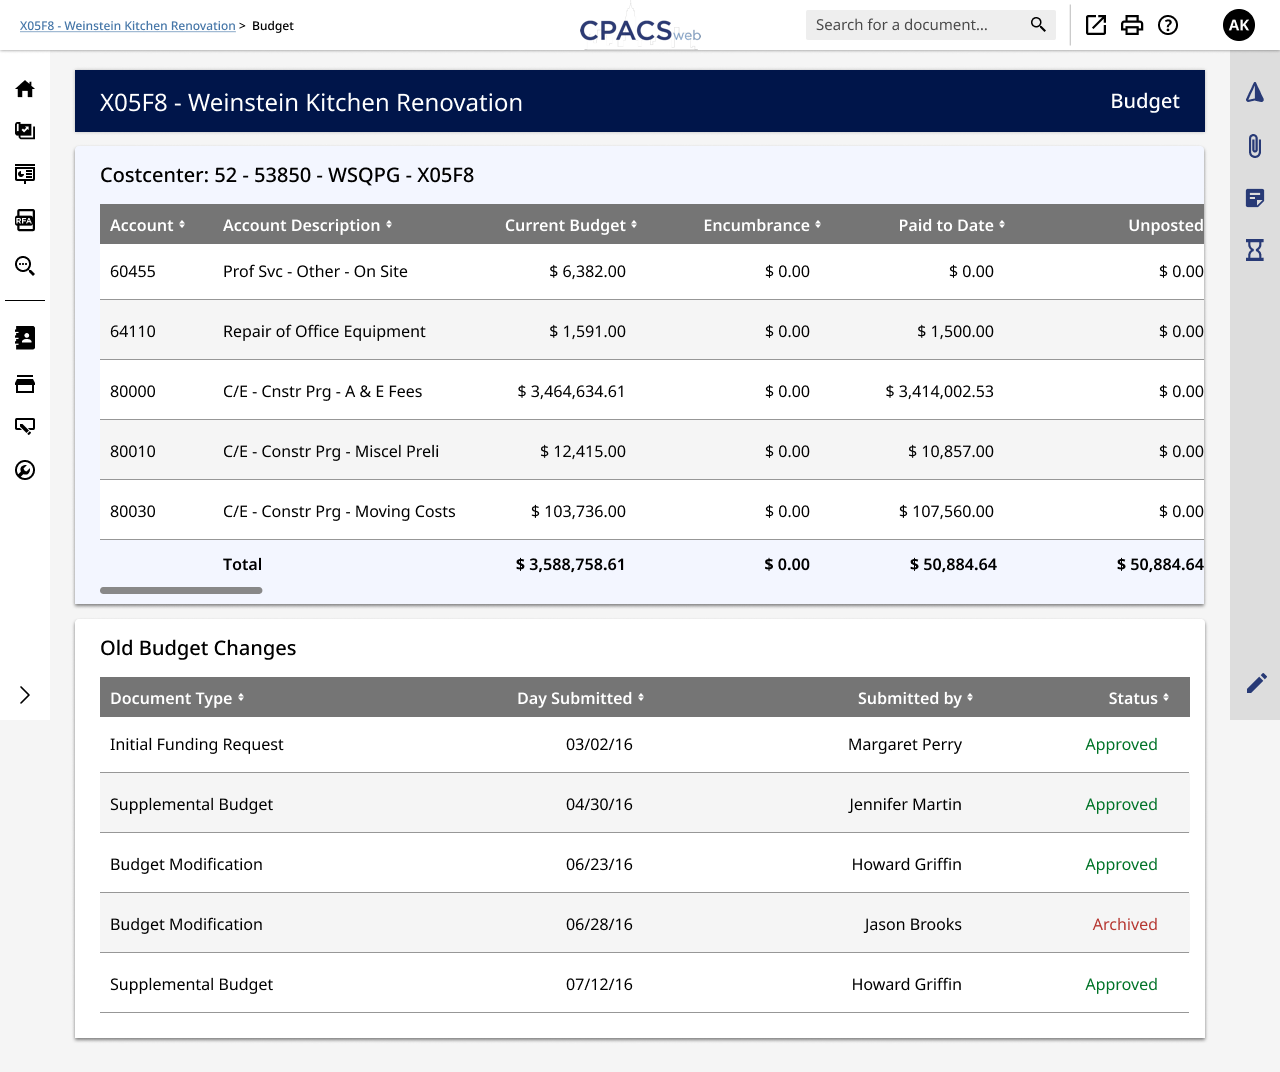 X05F8 - Weinstein Kitchen Renovation > Budget
CPACSweb
Search for a document...
AK
X05F8 - Weinstein Kitchen Renovation Budget
Costcenter: 52 - 53850 - WSQPG - X05F8
Account Account Description Current Budget Encumbrance Paid to Date Unposted
60455 Prof Svc - Other - On Site $ 6,382.00 $ 0.00 $ 0.00 $ 0.00
64110 Repair of Office Equipment $ 1,591.00 $ 0.00 $ 1,500.00 $ 0.00
80000 C/E - Cnstr Prg - A & E Fees $ 3,464,634.61 $ 0.00 $ 3,414,002.53 $ 0.00
80010 C/E - Constr Prg - Miscel Preli $ 12,415.00 $ 0.00 $ 10,857.00 $ 0.00
80030 C/E - Constr Prg - Moving Costs $ 103,736.00 $ 0.00 $ 107,560.00 $ 0.00
Total $ 3,588,758.61 $ 0.00 $ 50,884.64 $ 50,884.64
RFA
Old Budget Changes
Document Type Day Submitted Submitted by Status
Initial Funding Request 03/02/16 Margaret Perry Approved
Supplemental Budget 04/30/16 Jennifer Martin Approved
Budget Modification 06/23/16 Howard Griffin Approved
Budget Modification 06/28/16 Jason Brooks Archived
Supplemental Budget 07/12/16 Howard Griffin Approved